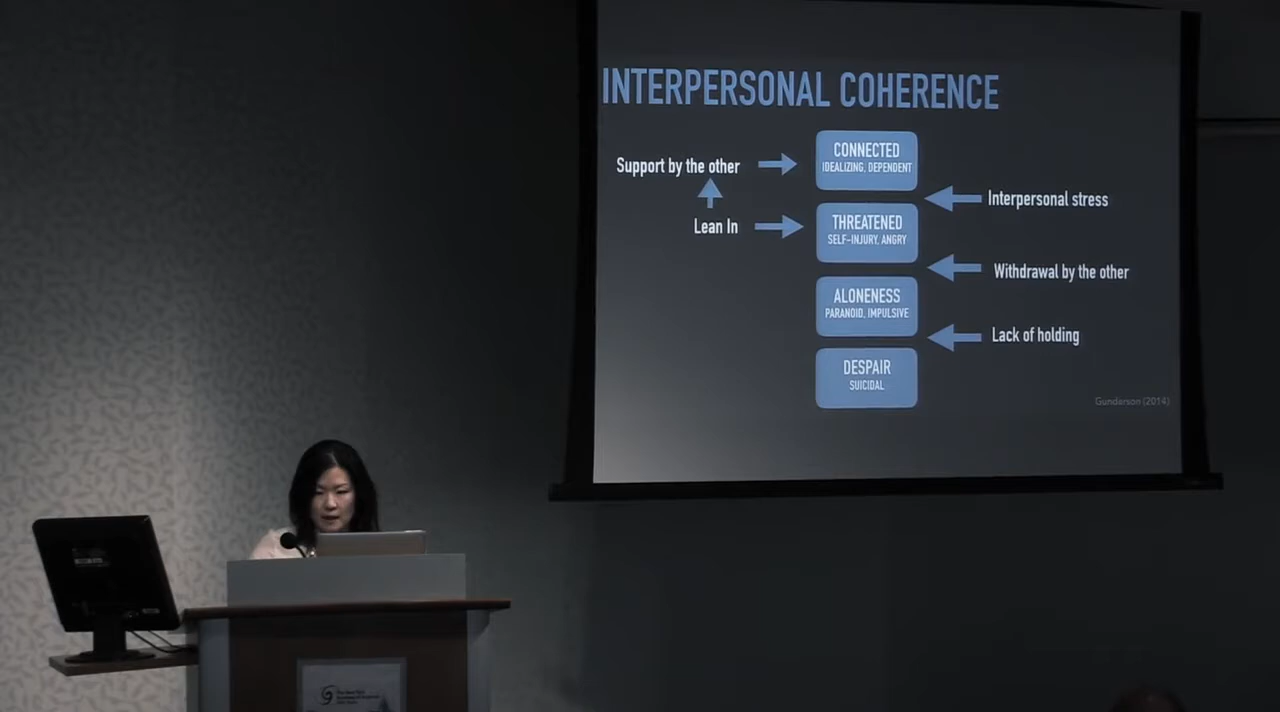 INTERPERSONAL COHERENCE
CONNECTED
IDEALIZING, DEPENDENT
Support by the other
Interpersonal stress
Lean In
THREATENED
SELF-INJURY, ANGRY
Withdrawal by the other
ALONENESS
PARANOID, IMPULSIVE
Lack of holding
DESPAIR
SUICIDAL
Gunderson (2014)